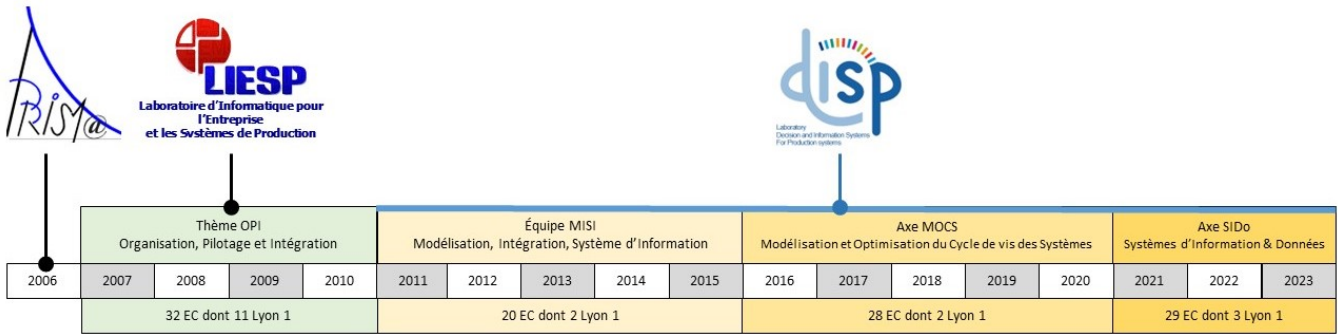 PRISM@
LIESP
Laboratoire d'Informatique pour
l'Entreprise
et les Systèmes de Production
disp
Laboratory
Decision and Information Systems
For Production systems
Thème OPI
Organisation, Pilotage et Intégration
Équipe MISI
Modélisation, Intégration, Système d'Information
Axe MOCS
Modélisation et Optimisation du Cycle de vis des Systèmes
Axe SIDo
Systèmes d'Information & Données
2006 2007 2008 2009 2010 2011 2012 2013 2014 2015 2016 2017 2018 2019 2020 2021 2022 2023
32 EC dont 11 Lyon 1
20 EC dont 2 Lyon 1
28 EC dont 2 Lyon 1
29 EC dont 3 Lyon 1